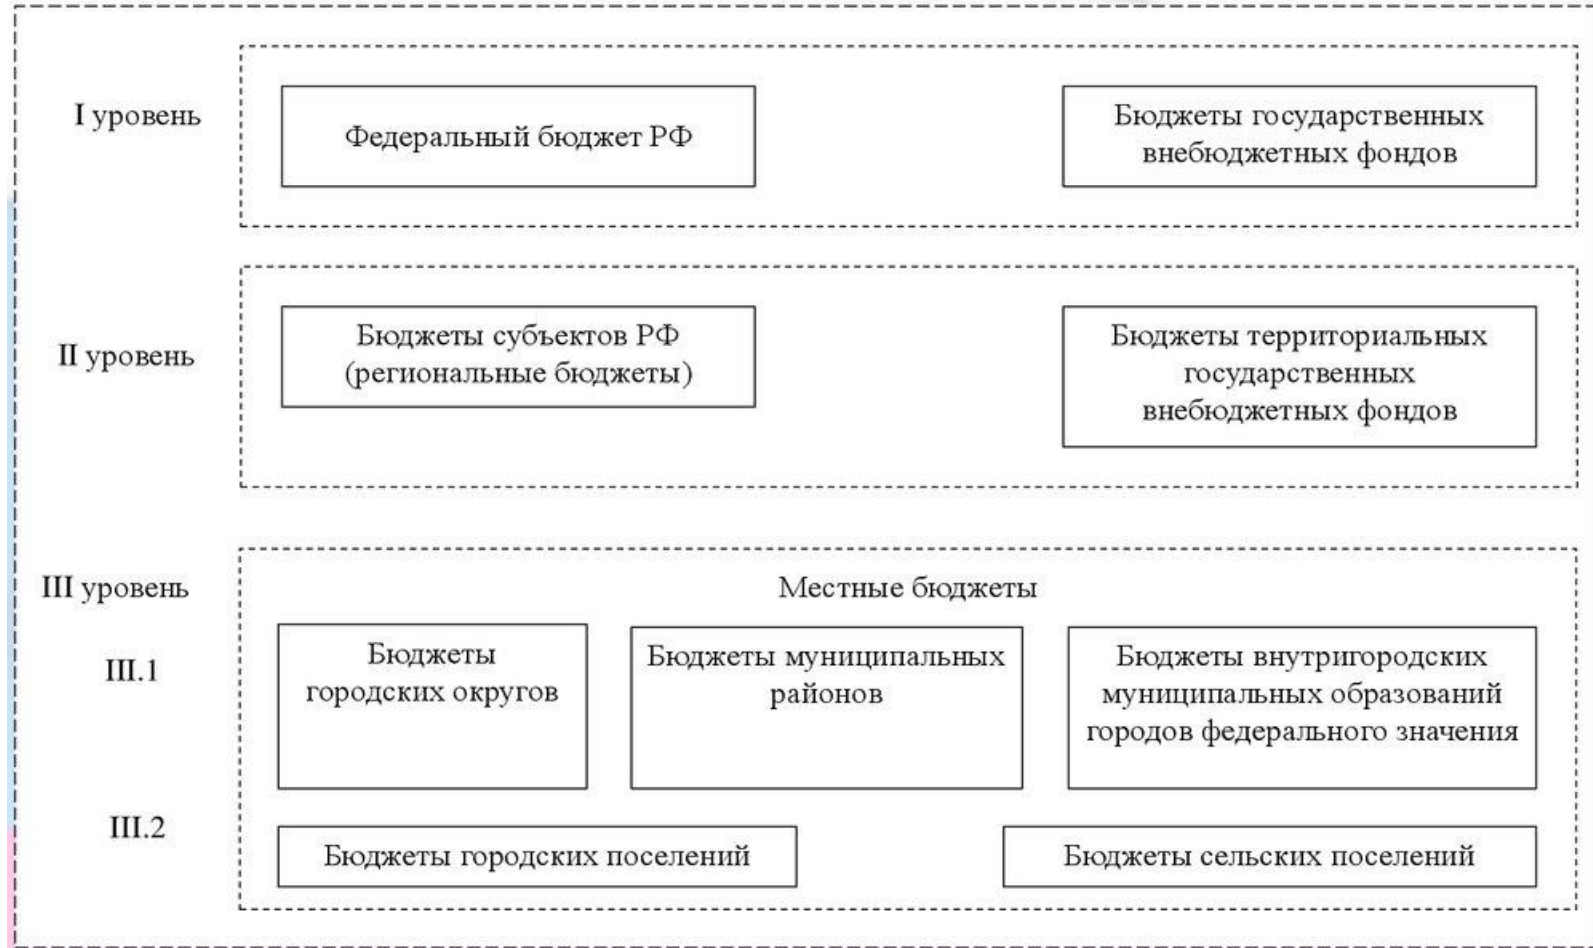 I уровень
Федеральный бюджет РФ
Бюджеты государственных
внебюджетных фондов
II уровень
Бюджеты субъектов РФ
(региональные бюджеты)
Бюджеты территориальных
государственных
внебюджетных фондов
III уровень
Местные бюджеты
III.1
Бюджеты
городских округов
Бюджеты муниципальных
районов
Бюджеты внутригородских
муниципальных образований
городов федерального значения
III.2
Бюджеты городских поселений
Бюджеты сельских поселений